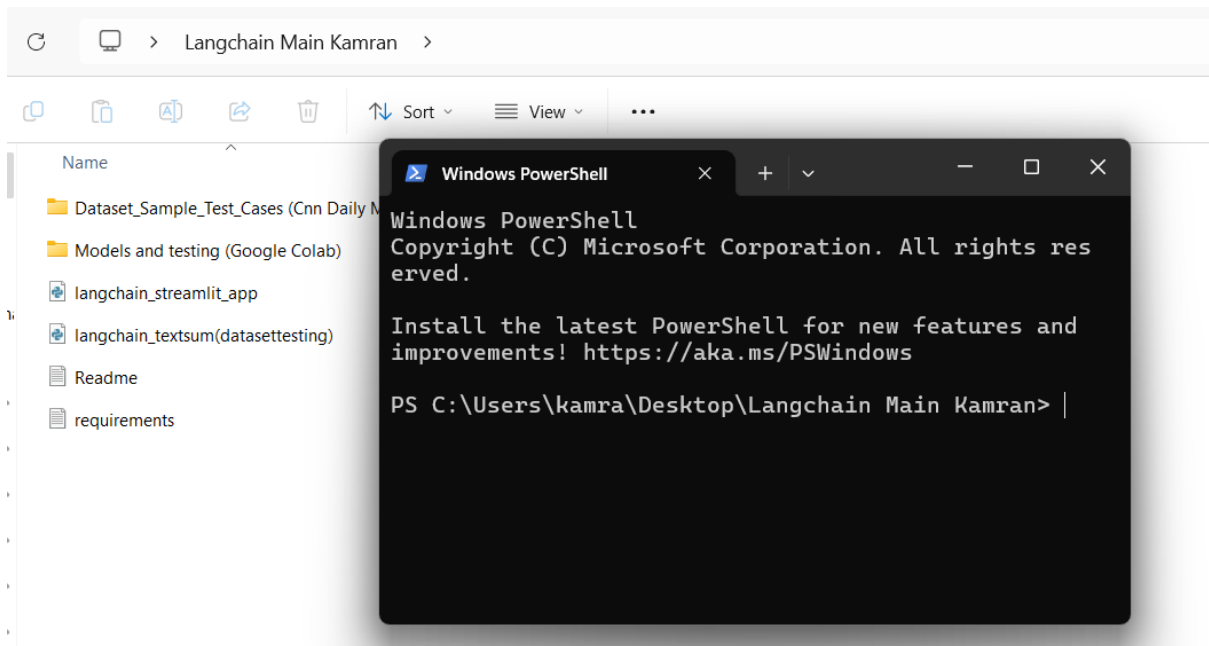 Langchain Main Kamran
Sort
View
Name
Dataset_Sample_Test_Cases (Cnn Daily M
Models and testing (Google Colab)
langchain_streamlit_app
langchain_textsum(datasettesting)
Readme
requirements
Windows PowerShell
Windows PowerShell
Copyright (C) Microsoft Corporation. All rights res
erved.
Install the latest PowerShell for new features and
improvements! https://aka.ms/PSWindows
PS C:\Users\kamra\Desktop\Langchain Main Kamran>